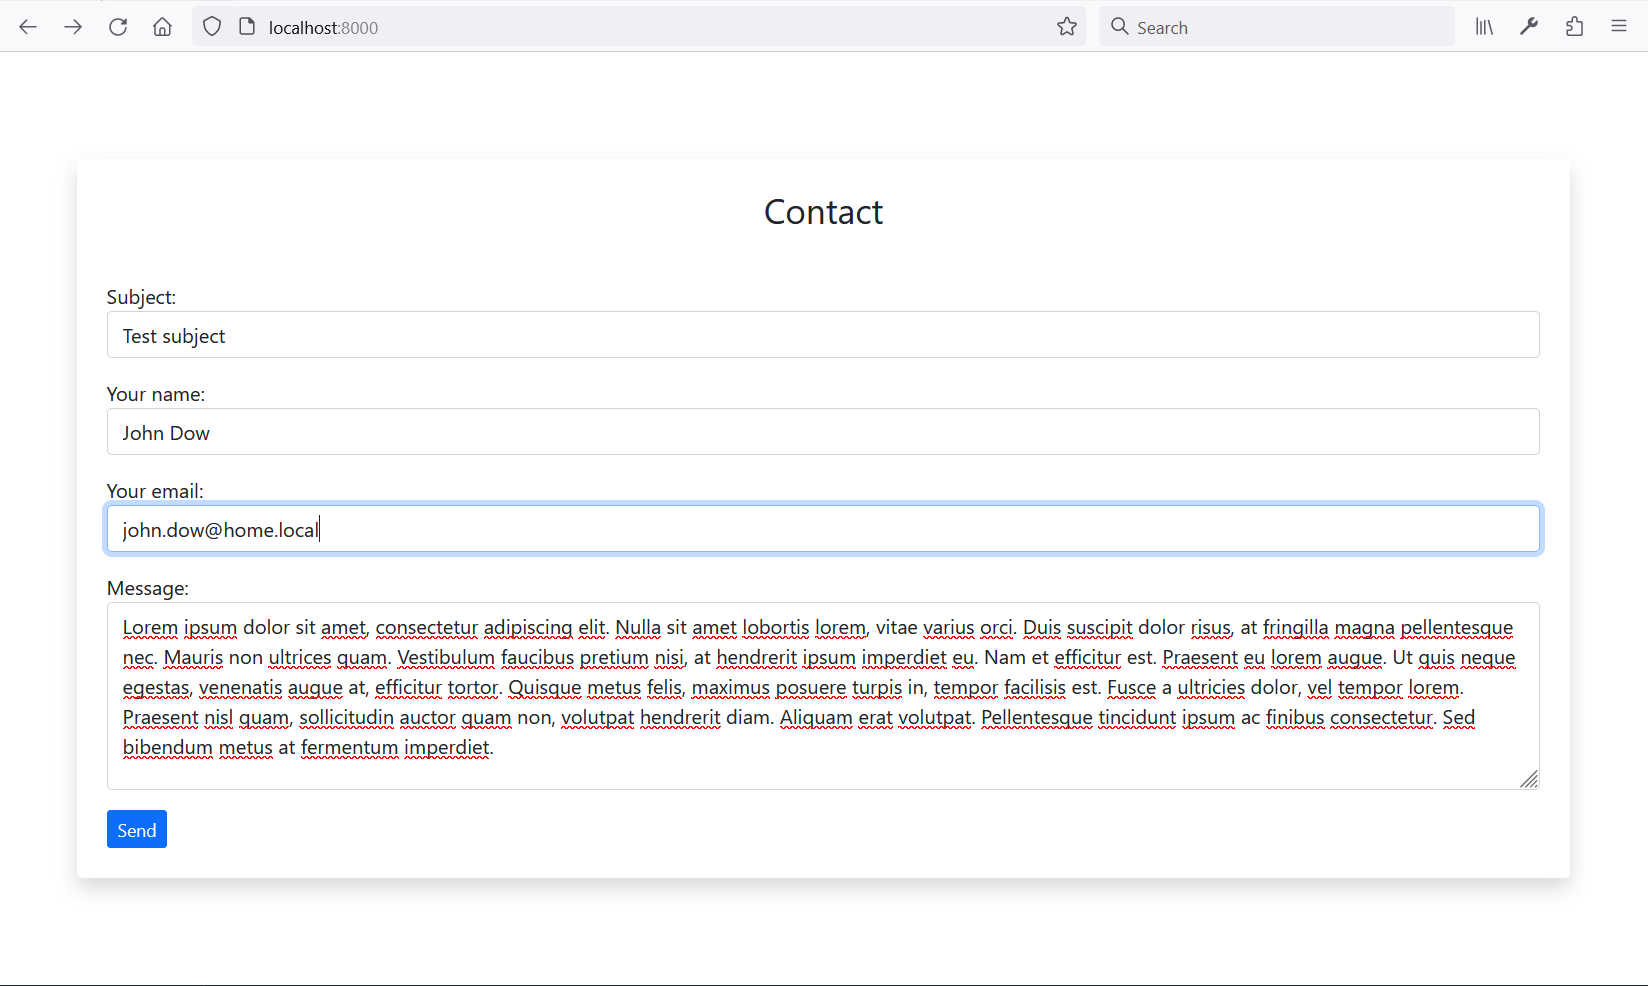 localhost:8000
Search
Contact
Subject:
Test subject
Your name:
John Dow
Your email:
john.dow@home.local
Message:
Lorem ipsum dolor sit amet, consectetur adipiscing elit. Nulla sit amet lobortis lorem, vitae varius orci. Duis suscipit dolor risus, at fringilla magna pellentesque
nec. Mauris non ultrices quam. Vestibulum faucibus pretium nisi, at hendrerit ipsum imperdiet eu. Nam et efficitur est. Praesent eu lorem augue. Ut quis neque
egestas, venenatis augue at, efficitur tortor. Quisque metus felis, maximus posuere turpis in, tempor facilisis est. Fusce a ultricies dolor, vel tempor lorem.
Praesent nisl quam, sollicitudin auctor quam non, volutpat hendrerit diam. Aliquam erat volutpat. Pellentesque tincidunt ipsum ac finibus consectetur. Sed
bibendum metus at fermentum imperdiet.
Send